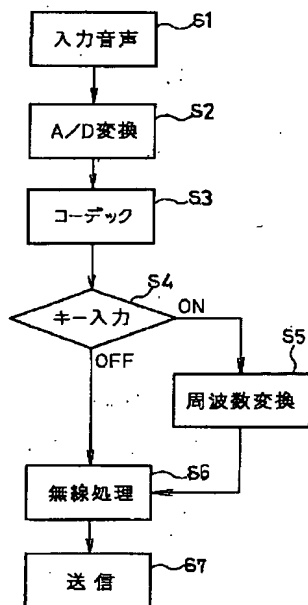 S1
入力音声
S2
A/D変換
S3
コーデック
S4
キー入力
ON
OFF
S5
周波数変換
S6
無線処理
S7
送信